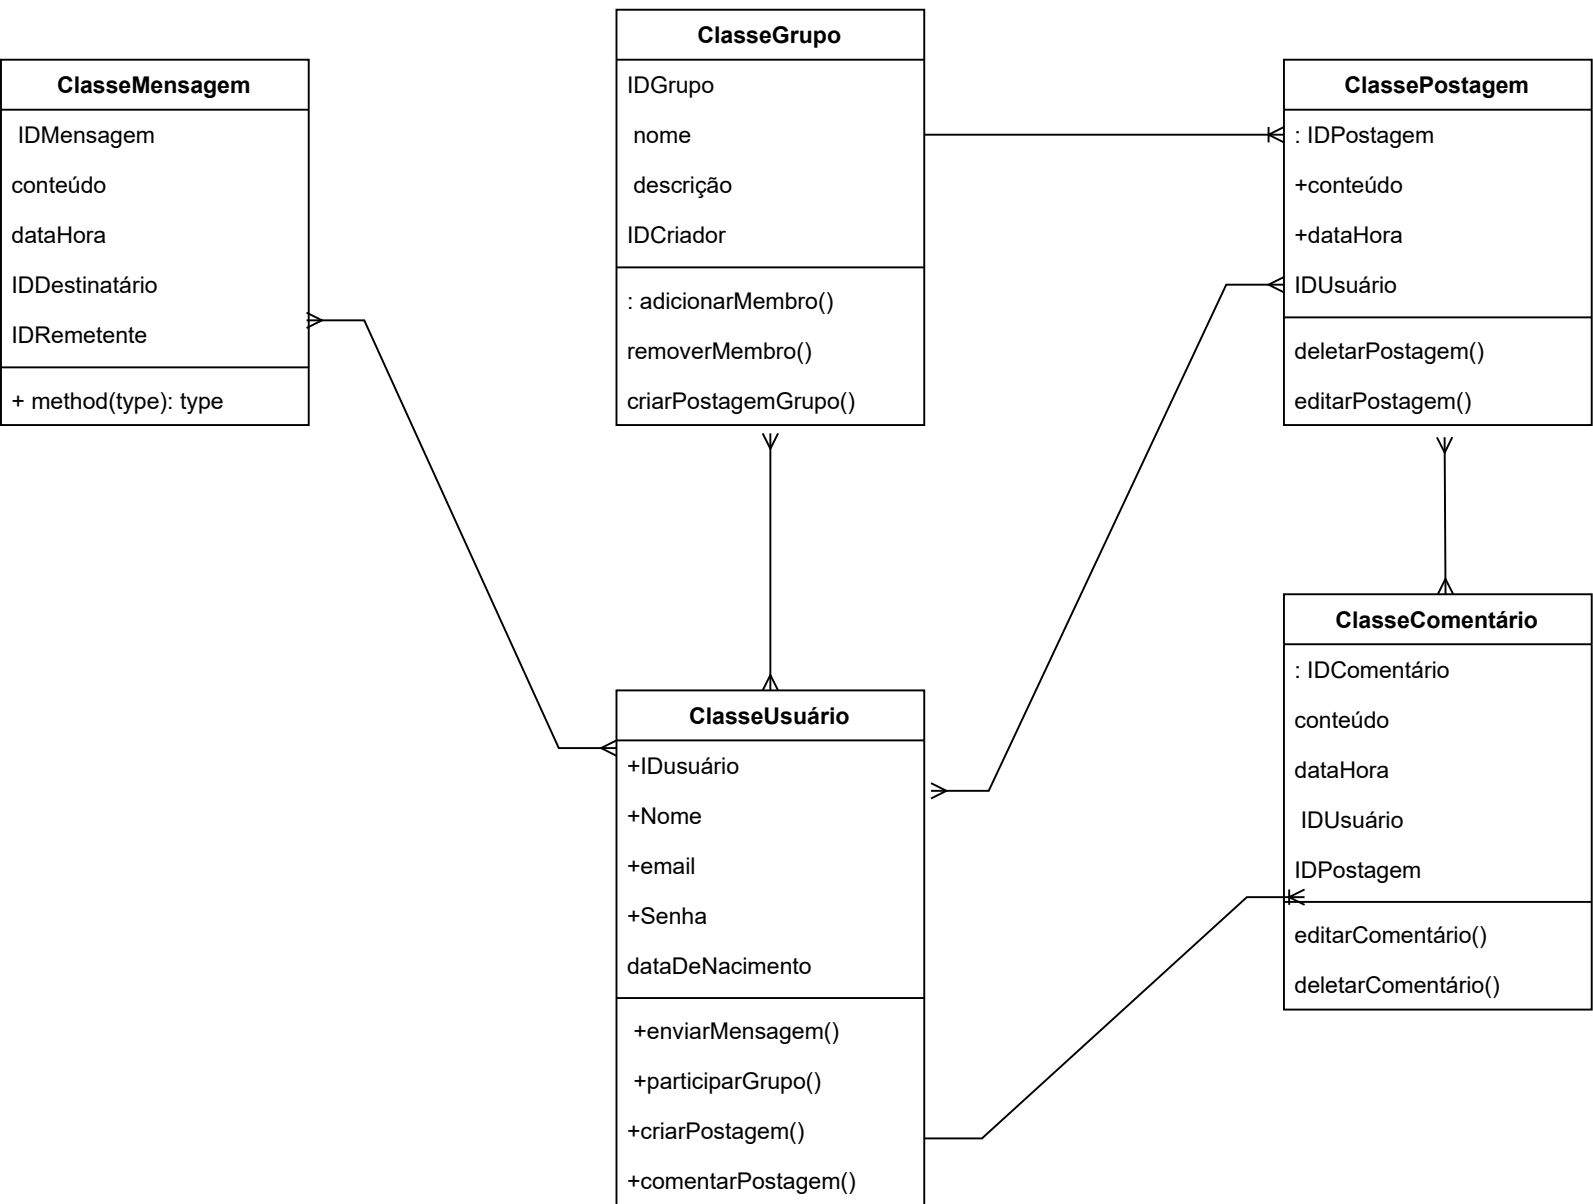 ClasseMensagem
IDMensagem
conteúdo
dataHora
IDDestinatário
IDRemetente
+ method(type): type
ClasseGrupo
IDGrupo
nome
descrição
IDCriador
: adicionarMembro()
removerMembro()
criarPostagemGrupo()
ClassePostagem
: IDPostagem
+conteúdo
+dataHora
IDUsuário
deletarPostagem()
editarPostagem()
ClasseUsuário
+IDusuário
+Nome
+email
+Senha
dataDeNacimento
+enviarMensagem()
+participarGrupo()
+criarPostagem()
+comentarPostagem()
ClasseComentário
: IDComentário
conteúdo
dataHora
IDUsuário
IDPostagem
editarComentário()
deletarComentário()